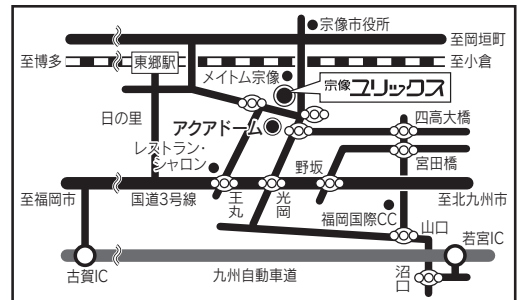 宗像市役所
至岡垣町
至博多
東郷駅
至小倉
メイトム宗像
宗像ユリックス
日の里
アクアドーム
四高大橋
レストラン・
シャロン
野坂
宮田橋
至福岡市
国道3号線
王丸
光岡
至北九州市
福岡国際CC
山口
若宮IC
古賀IC
九州自動車道
沼口